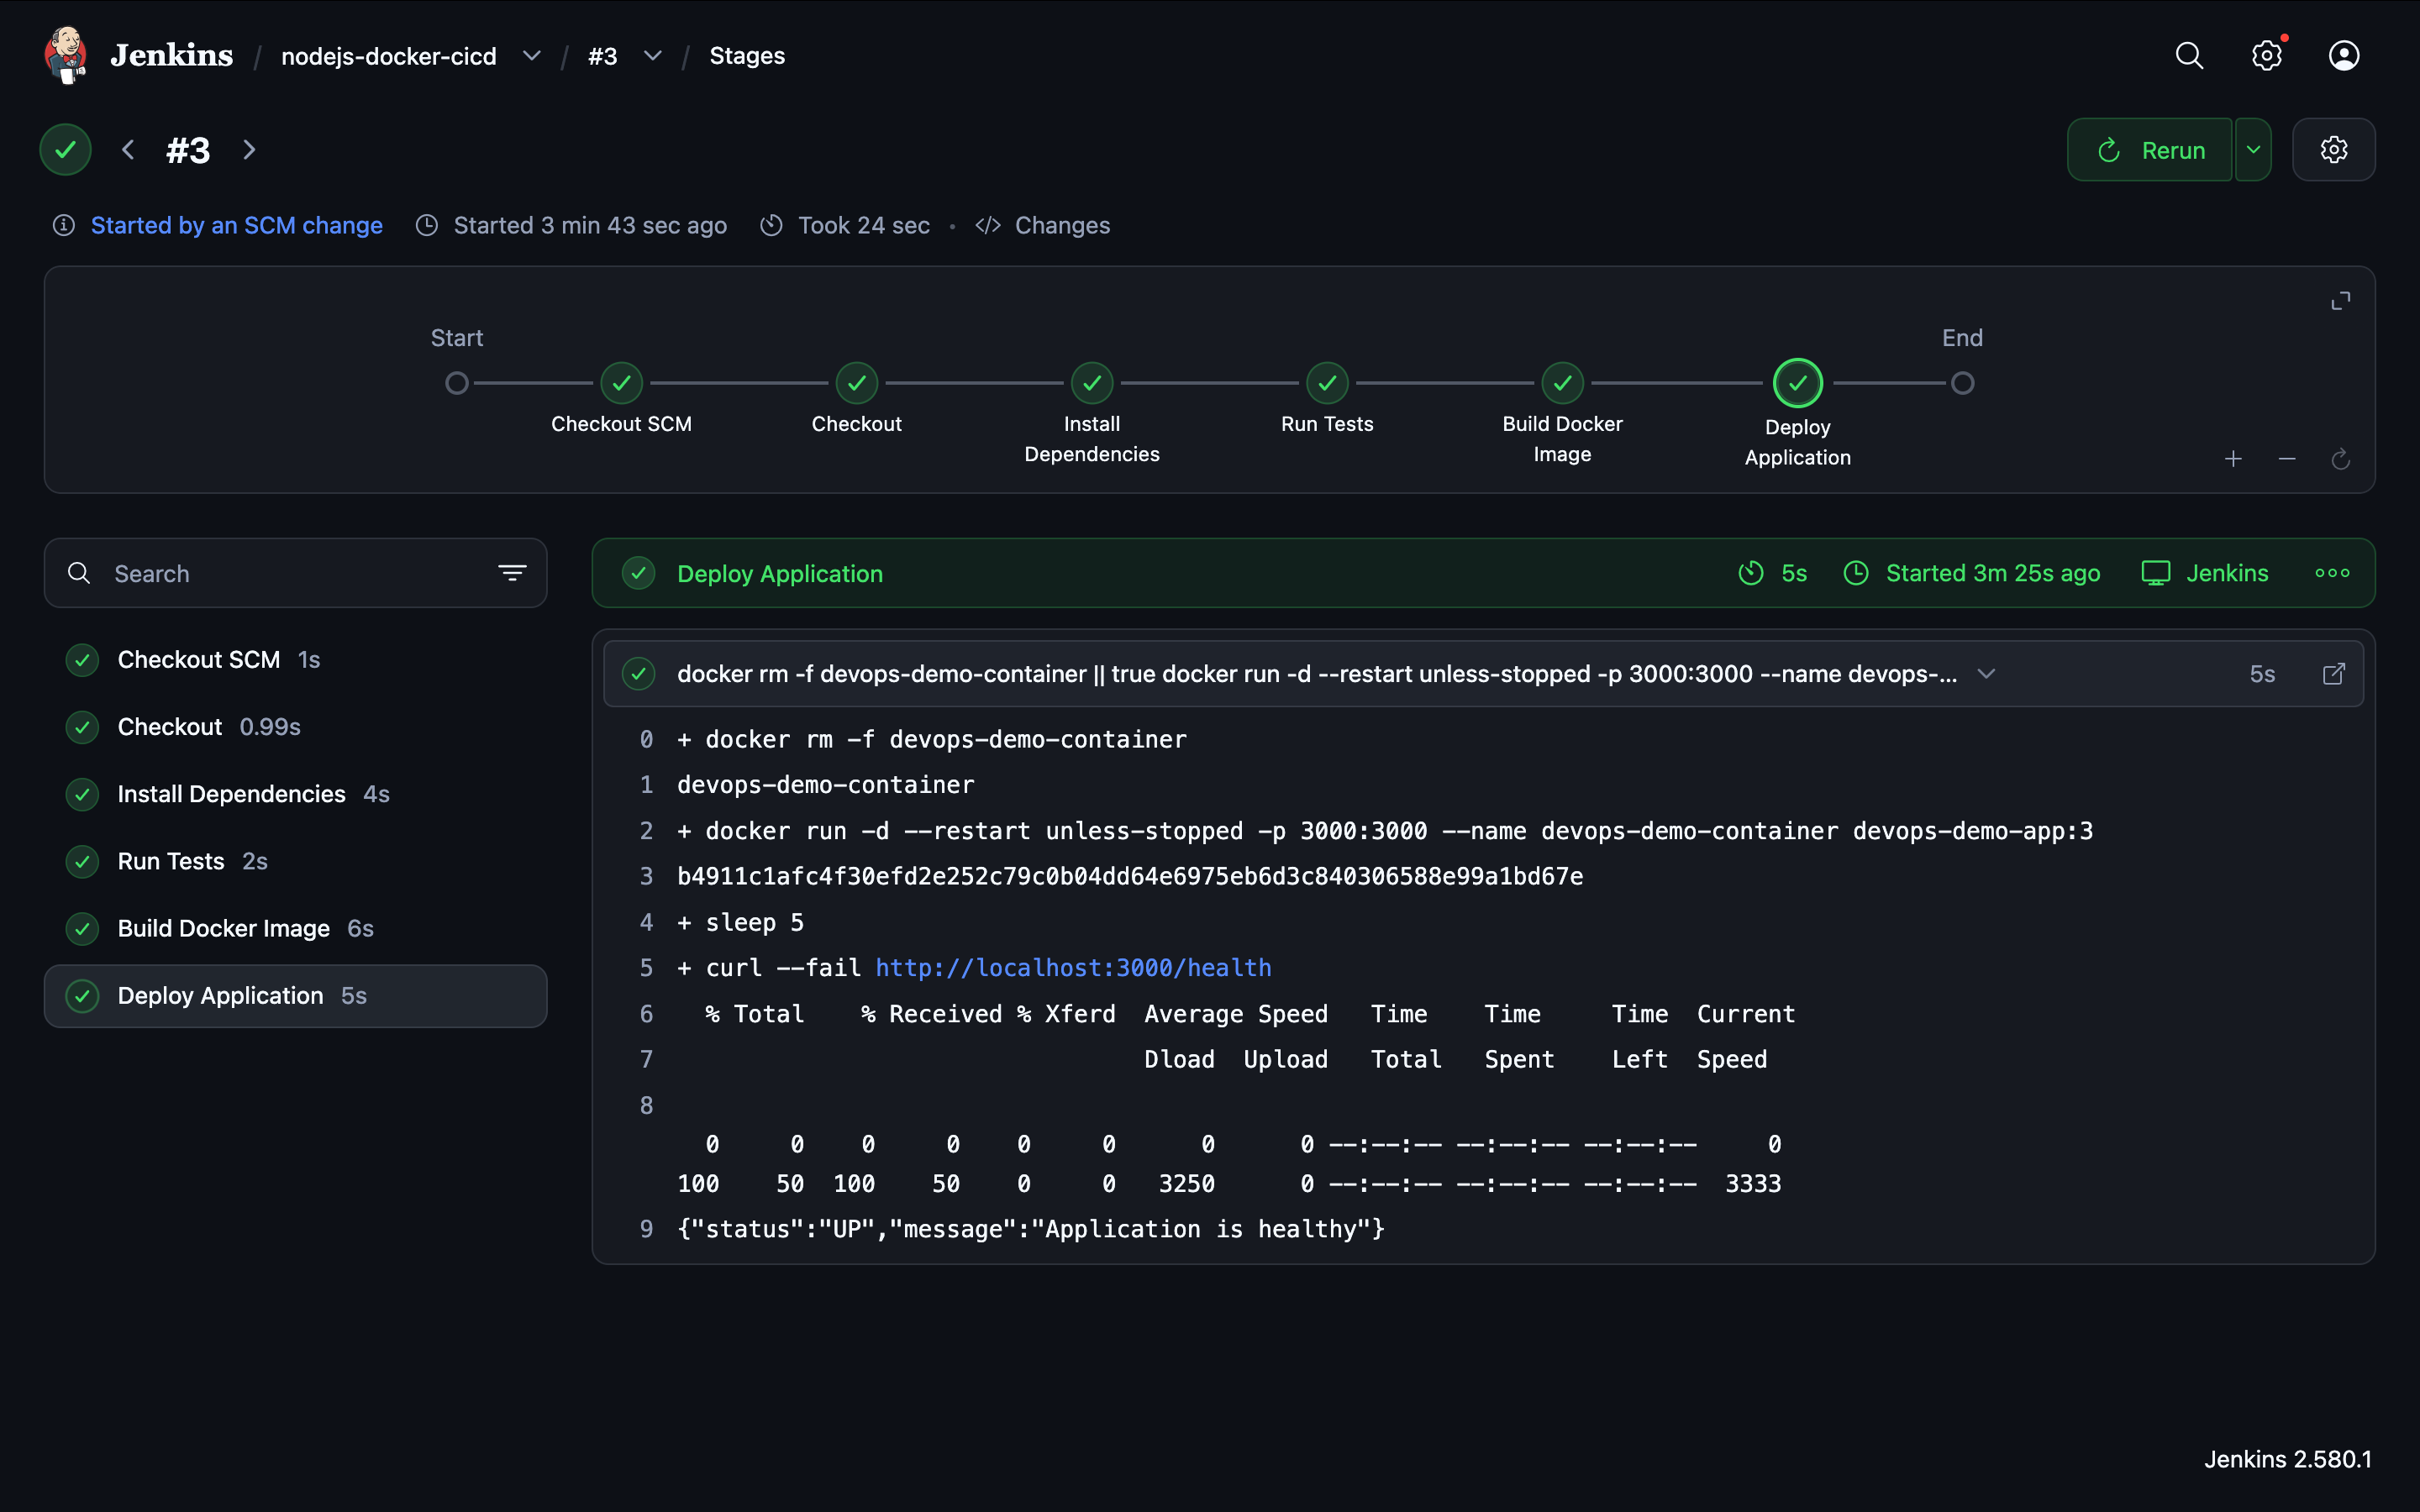 Jenkins / nodejs-docker-cicd / #3 / Stages
#3
Rerun
Started by an SCM change Started 3 min 43 sec ago Took 24 sec • </> Changes
Start
End
Checkout SCM
Checkout
Install
Dependencies
Run Tests
Build Docker
Image
Deploy
Application
Search
Checkout SCM 1s
Checkout 0.99s
Install Dependencies 4s
Run Tests 2s
Build Docker Image 6s
Deploy Application 5s
Deploy Application 5s Started 3m 25s ago Jenkins
docker rm -f devops-demo-container || true docker run -d --restart unless-stopped -p 3000:3000 --name devops-... 5s
0 + docker rm -f devops-demo-container
1 devops-demo-container
2 + docker run -d --restart unless-stopped -p 3000:3000 --name devops-demo-container devops-demo-app:3
3 b4911c1afc4f30efd2e252c79c0b04dd64e6975eb6d3c840306588e99a1bd67e
4 + sleep 5
5 + curl --fail http://localhost:3000/health
6   % Total    % Received % Xferd  Average Speed   Time    Time     Time  Current
7                                  Dload  Upload   Total   Spent    Left  Speed
8
  0     0    0     0    0     0      0      0 --:--:-- --:--:-- --:--:--     0
100    50  100    50    0     0   3250      0 --:--:-- --:--:-- --:--:--  3333
9 {"status":"UP","message":"Application is healthy"}
Jenkins 2.580.1